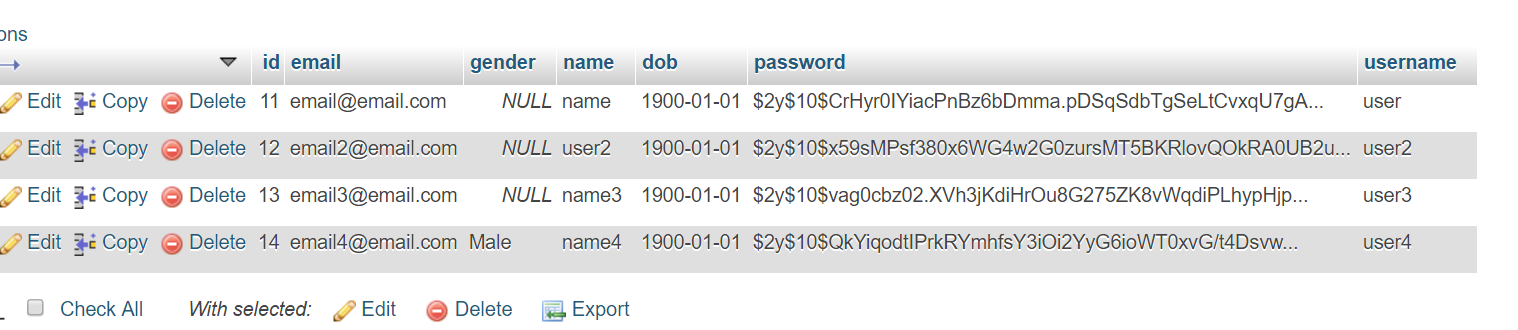 ons
id email gender name dob password username
Edit Copy Delete 11 email@email.com NULL name 1900-01-01 $2y$10$CrHyr0IYiacPnBz6bDmma.pDSqSdbTgSeLtCvxqU7gA... user
Edit Copy Delete 12 email2@email.com NULL user2 1900-01-01 $2y$10$x59sMPsf380x6WG4w2G0zursMT5BKRlovQOkRA0UB2u... user2
Edit Copy Delete 13 email3@email.com NULL name3 1900-01-01 $2y$10$vag0cbz02.XVh3jKdiHrOu8G275ZK8vWqdiPLhypHjp... user3
Edit Copy Delete 14 email4@email.com Male name4 1900-01-01 $2y$10$QkYiqodtIPrkRYmhfsY3iOi2YyG6ioWT0xvG/t4Dsvw... user4
Check All With selected: Edit Delete Export